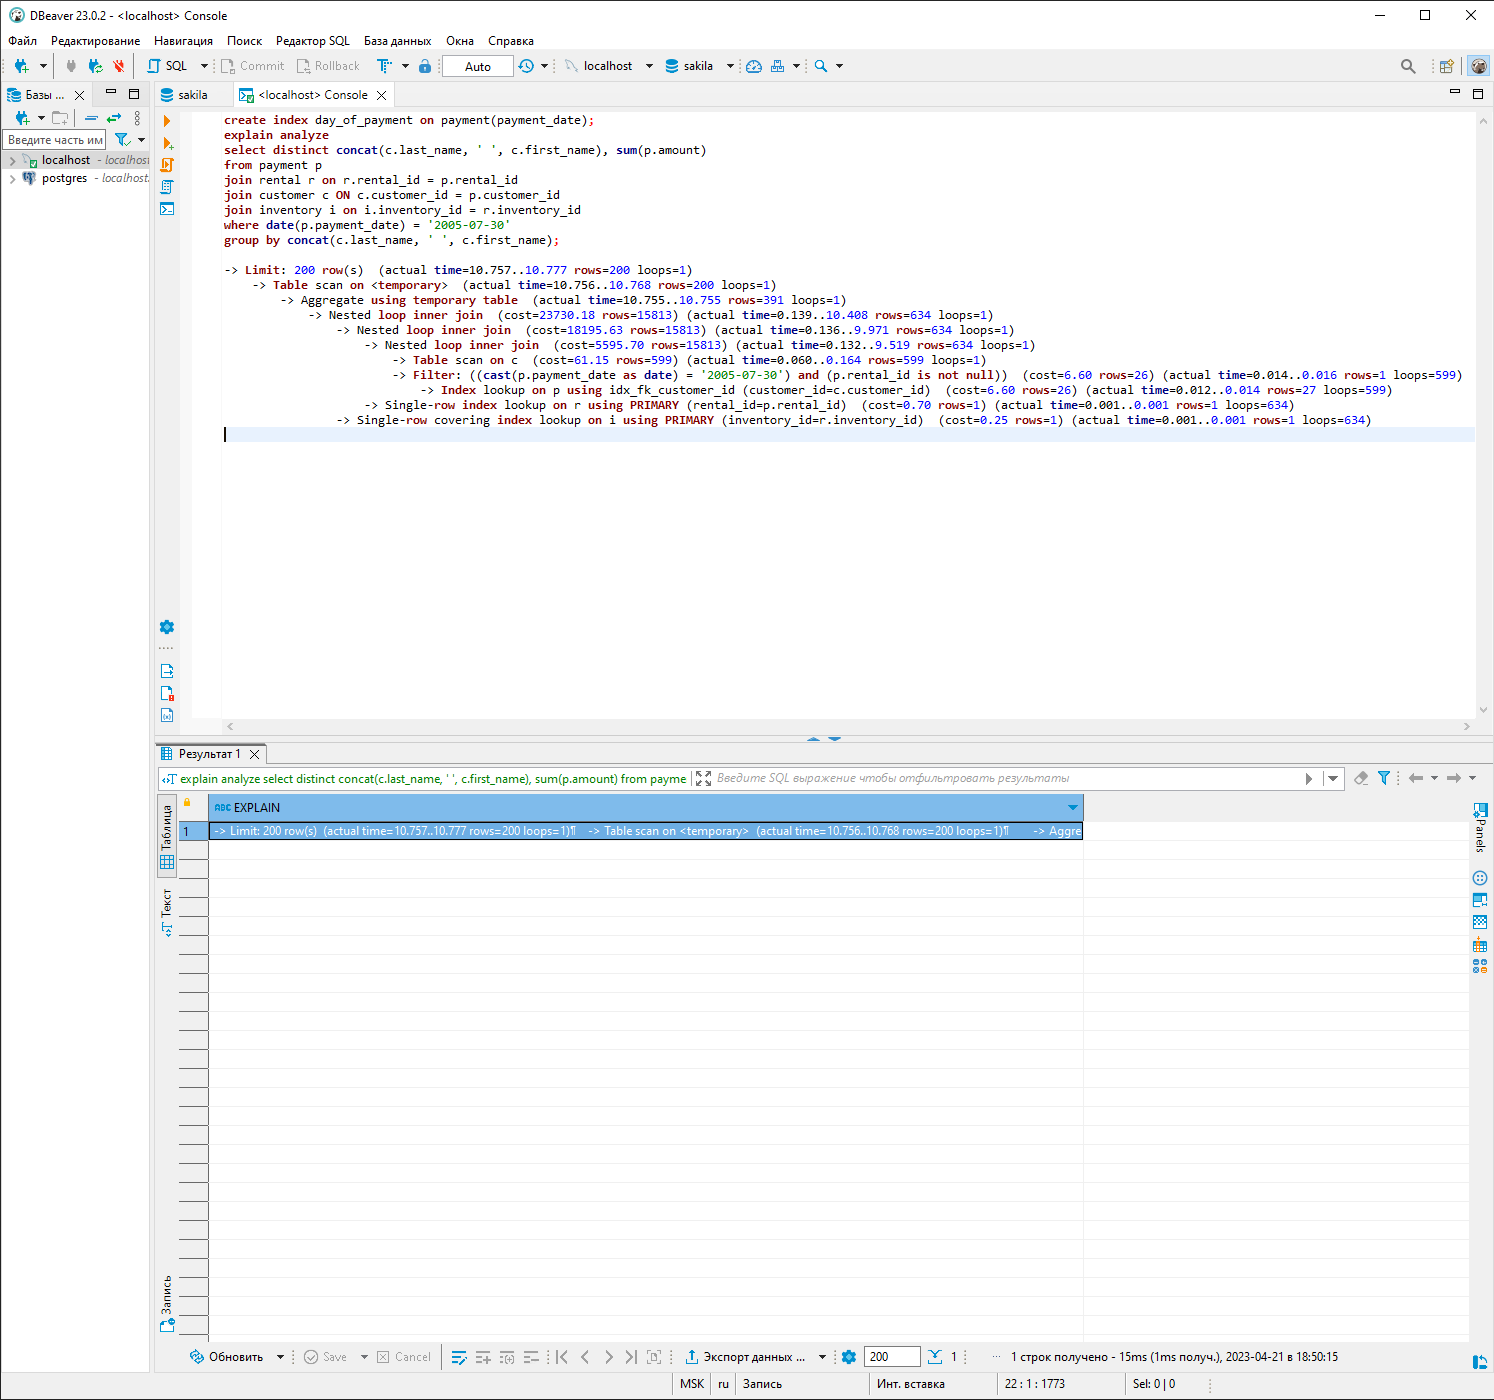 DBeaver 23.0.2 - <localhost> Console
Файл Редактирование Навигация Поиск Редактор SQL База данных Окна Справка
SQL Commit Rollback Auto localhost sakila
Базы ...
sakila <localhost> Console
Введите часть им
localhost - localhost
postgres - localhost:
create index day_of_payment on payment(payment_date);
explain analyze
select distinct concat(c.last_name, ' ', c.first_name), sum(p.amount)
from payment p
join rental r on r.rental_id = p.rental_id
join customer c ON c.customer_id = p.customer_id
join inventory i on i.inventory_id = r.inventory_id
where date(p.payment_date) = '2005-07-30'
group by concat(c.last_name, ' ', c.first_name);
-> Limit: 200 row(s)  (actual time=10.757..10.777 rows=200 loops=1)
-> Table scan on <temporary>  (actual time=10.756..10.768 rows=200 loops=1)
-> Aggregate using temporary table  (actual time=10.755..10.755 rows=391 loops=1)
-> Nested loop inner join  (cost=23730.18 rows=15813) (actual time=0.139..10.408 rows=634 loops=1)
-> Nested loop inner join  (cost=18195.63 rows=15813) (actual time=0.136..9.971 rows=634 loops=1)
-> Nested loop inner join  (cost=5595.70 rows=15813) (actual time=0.132..9.519 rows=634 loops=1)
-> Table scan on c  (cost=61.15 rows=599) (actual time=0.060..0.164 rows=599 loops=1)
-> Filter: ((cast(p.payment_date as date) = '2005-07-30') and (p.rental_id is not null))  (cost=6.60 rows=26) (actual time=0.014..0.016 rows=1 loops=599)
-> Index lookup on p using idx_fk_customer_id (customer_id=c.customer_id)  (cost=6.60 rows=26) (actual time=0.012..0.014 rows=27 loops=599)
-> Single-row index lookup on r using PRIMARY (rental_id=p.rental_id)  (cost=0.70 rows=1) (actual time=0.001..0.001 rows=1 loops=634)
-> Single-row covering index lookup on i using PRIMARY (inventory_id=r.inventory_id)  (cost=0.25 rows=1) (actual time=0.001..0.001 rows=1 loops=634)
Результат 1
explain analyze select distinct concat(c.last_name, ' ', c.first_name), sum(p.amount) from payme
Введите SQL выражение чтобы отфильтровать результаты
ABC EXPLAIN
1 -> Limit: 200 row(s)  (actual time=10.757..10.777 rows=200 loops=1)¶    -> Table scan on <temporary>  (actual time=10.756..10.768 rows=200 loops=1)¶        -> Aggre
Таблица
Текст
Запись
Panels
Обновить Save Cancel Экспорт данных ... 200 1 ... 1 строк получено - 15ms (1ms получ.), 2023-04-21 в 18:50:15
MSK ru Запись Инт. вставка 22 : 1 : 1773 Sel: 0 | 0